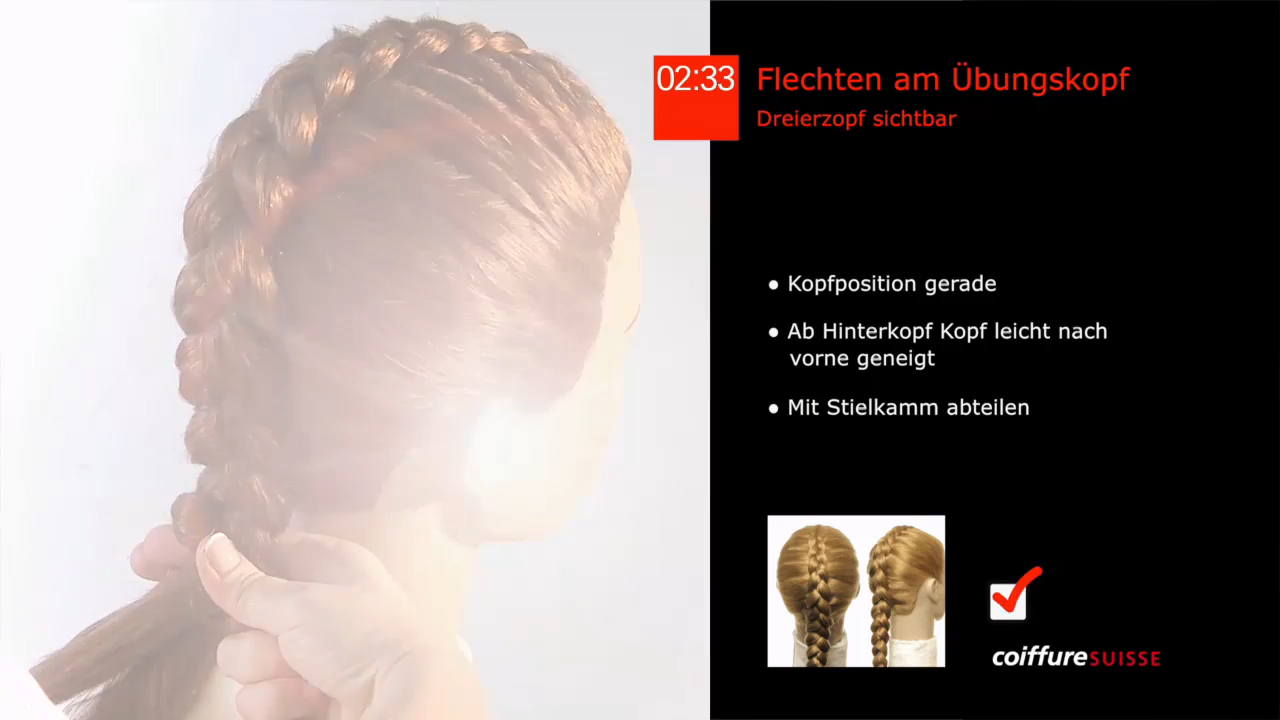 02:33
Flechten am Übungskopf
Dreierzopf sichtbar
● Kopfposition gerade
● Ab Hinterkopf Kopf leicht nach
vorne geneigt
● Mit Stielkamm abteilen
coiffureSUISSE